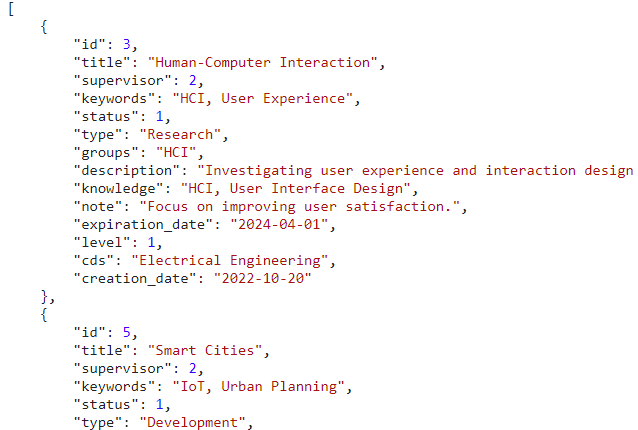 [
    {
        "id": 3,
        "title": "Human-Computer Interaction",
        "supervisor": 2,
        "keywords": "HCI, User Experience",
        "status": 1,
        "type": "Research",
        "groups": "HCI",
        "description": "Investigating user experience and interaction design
        "knowledge": "HCI, User Interface Design",
        "note": "Focus on improving user satisfaction.",
        "expiration_date": "2024-04-01",
        "level": 1,
        "cds": "Electrical Engineering",
        "creation_date": "2022-10-20"
    },
    {
        "id": 5,
        "title": "Smart Cities",
        "supervisor": 2,
        "keywords": "IoT, Urban Planning",
        "status": 1,
        "type": "Development",